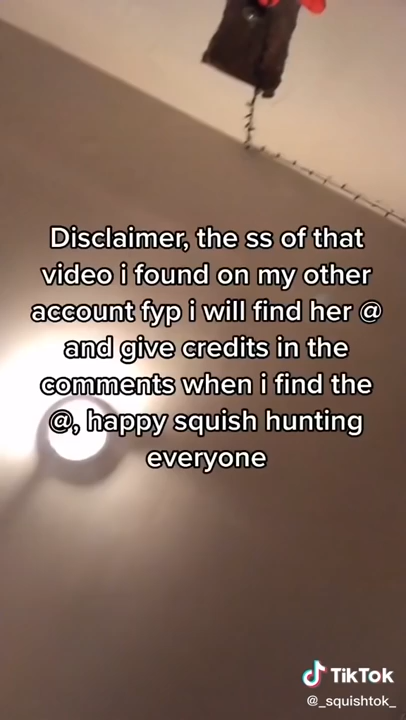 Disclaimer, the ss of that
video i found on my other
account fyp i will find her @
and give credits in the
comments when i find the
@, happy squish hunting
everyone
TikTok
@_squishtok_